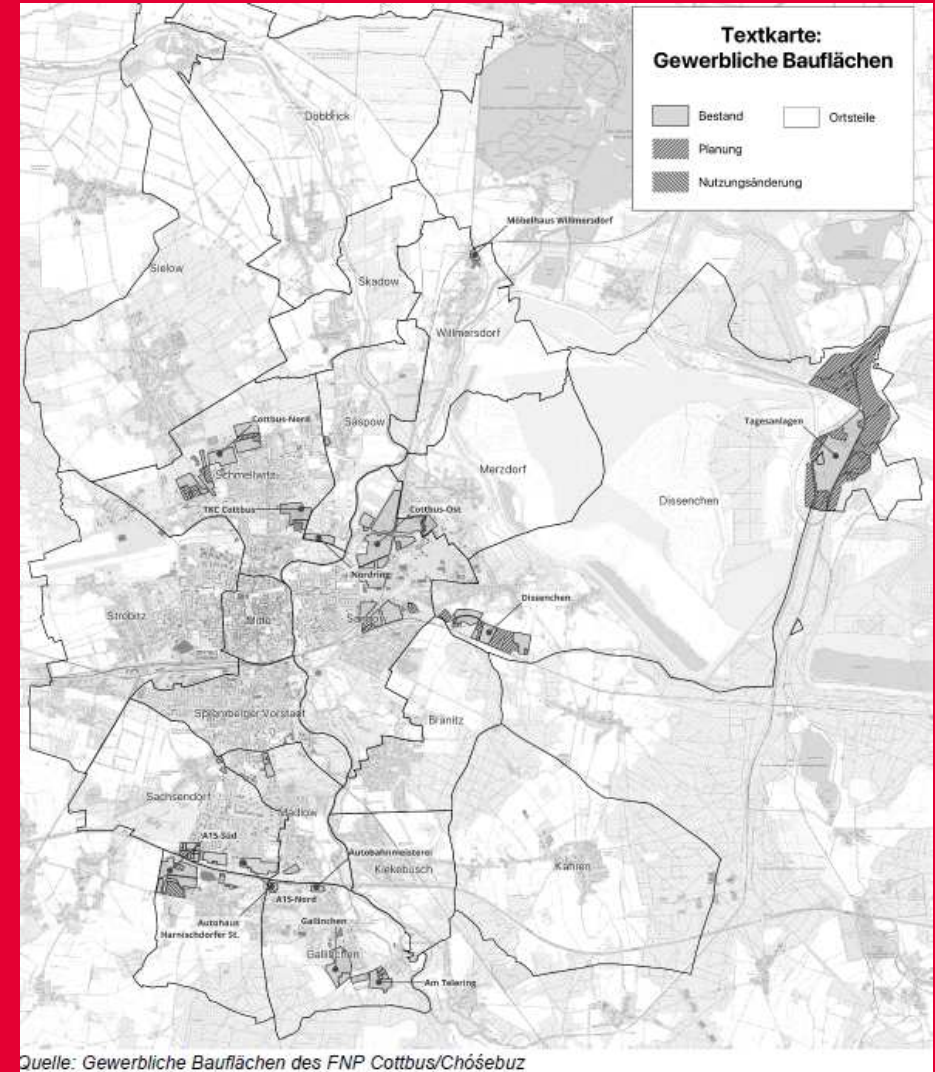 Textkarte:
Gewerbliche Bauflächen
Bestand
Ortsteile
Planung
Nutzungsänderung
Döbbrick
Möbelhaus Willmersdorf
Sielow
Skadow
Willmersdorf
Cottbus-Nord
Saspow
Tagesanlagen
Merzdorf
Schmellwitz
Dissenchen
TKC Cottbus
Cottbus-Ost
Nordring
Dissenchen
Ströbitz
Mitte
Sandow
Spremberger Vorstadt
Branitz
Sachsendorf
Madlow
A15-Süd
Autobahnmeisterei
Kiekebusch
Kahren
A15-Nord
Autohaus
Harnischdorfer St.
Gallinchen
Gallinchen
Am Telering
Quelle: Gewerbliche Bauflächen des FNP Cottbus/Chóśebuz